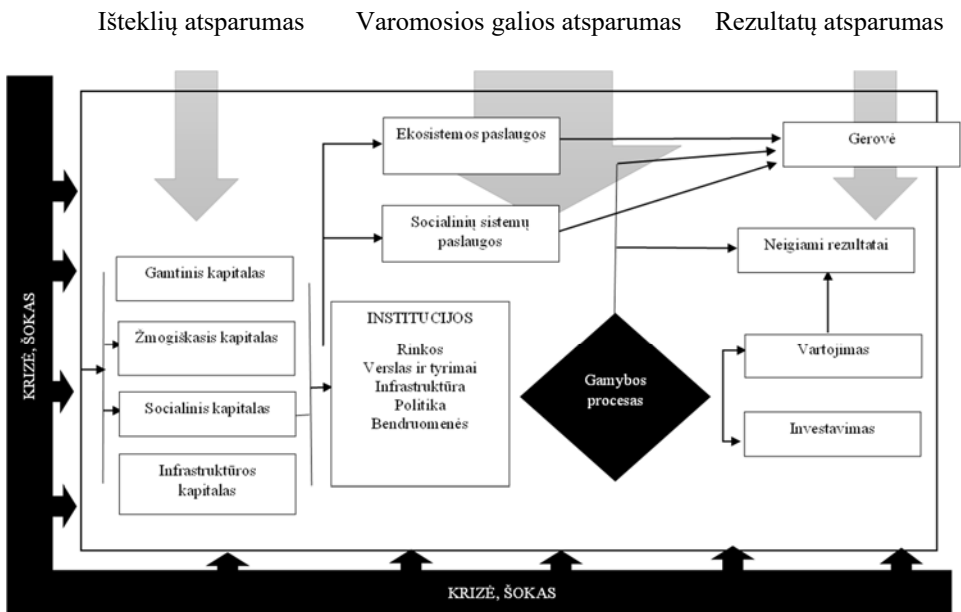 Išteklių atsparumas
Varomosios galios atsparumas
Rezultatų atsparumas
KRIZĖ, ŠOKAS
Gamtinis kapitalas
Žmogiškasis kapitalas
Socialinis kapitalas
Infrastruktūros
kapitalas
Ekosistemos paslaugos
Socialinių sistemų
paslaugos
INSTITUCIJOS
Rinkos
Verslas ir tyrimai
Infrastruktūra
Politika
Bendruomenės
Gamybos
procesas
Gerovė
Neigiami rezultatai
Vartojimas
Investavimas
KRIZĖ, ŠOKAS